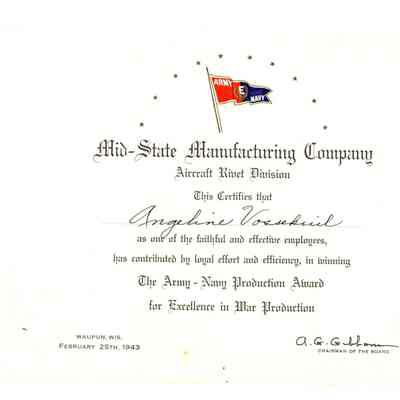 ARMY E NAVY
Mid-State Manufacturing Company
Aircraft Rivet Division
This Certifies that
Angeline Vosekuil
as one of the faithful and effective employees,
has contributed by loyal effort and efficiency, in winning
The Army - Navy Production Award
for Excellence in War Production
WAUPUN, WIS.
FEBRUARY 25TH, 1943
A. G.
CHAIRMAN OF THE BOARD